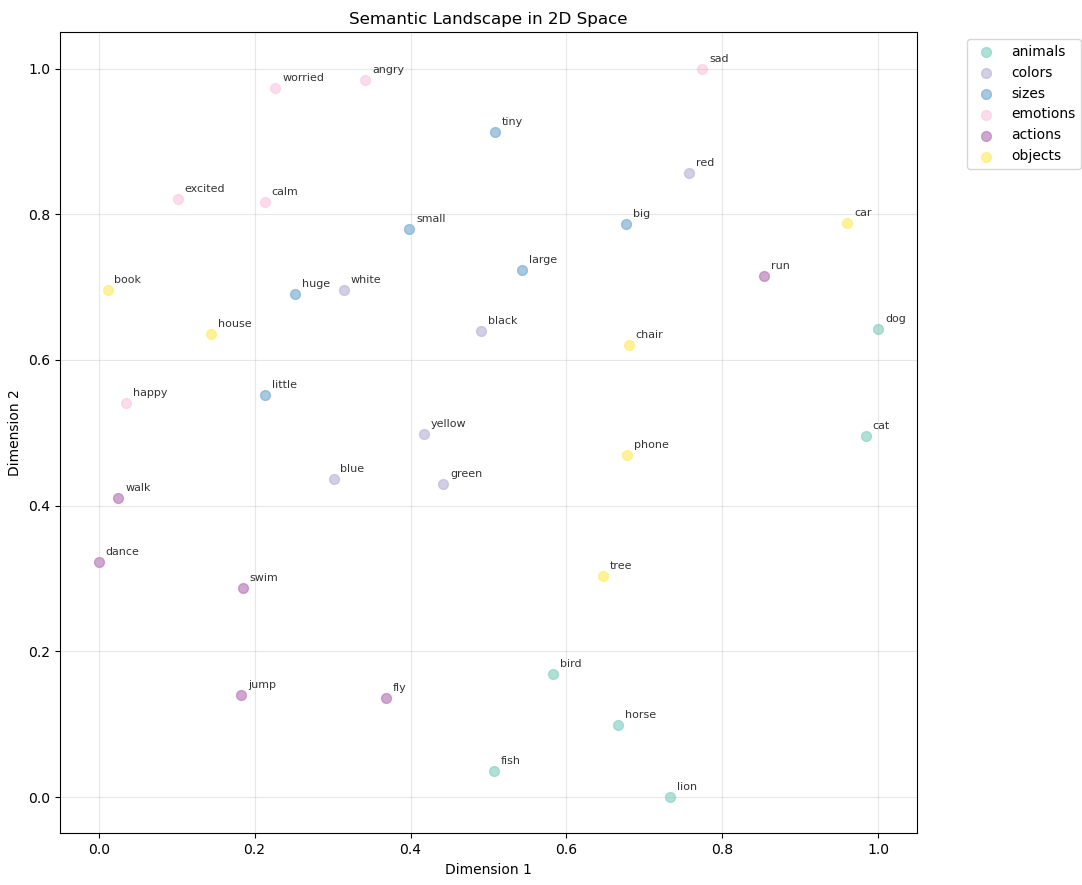 Semantic Landscape in 2D Space
animals
colors
sizes
emotions
actions
objects
sad
angry
worried
tiny
red
excited
calm
small
big
car
large
run
book
huge
white
black
house
chair
dog
happy
little
yellow
cat
phone
blue
green
walk
dance
swim
tree
bird
jump
fly
horse
fish
lion
1.0
0.8
0.6
0.4
0.2
0.0
Dimension 2
0.0 0.2 0.4 0.6 0.8 1.0
Dimension 1